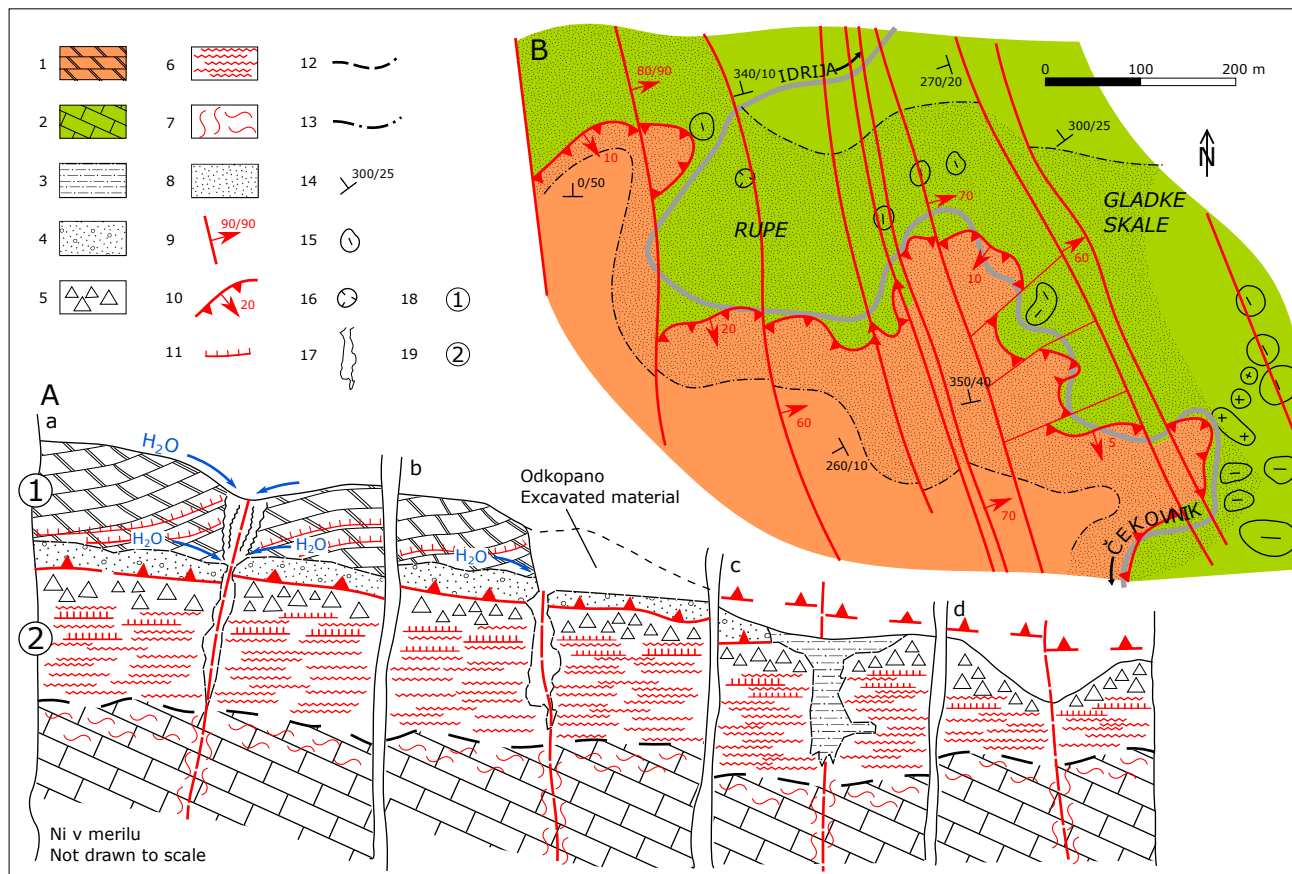 1
2
3
4
5
6
7
8
9
90/90
10
20
11
12
13
14
300/25
15
16
17
18
1
19
2
B
IDRIJA
80/90
340/10
270/20
300/25
0
100
200 m
N
10
0/50
70
RUPE
GLADKE
SKALE
60
10
20
350/40
60
260/10
5
70
ČEKOVNIK
A
a
H₂O
1
H₂O
H₂O
2
b
Odkopano
Excavated material
H₂O
c
d
Ni v merilu
Not drawn to scale